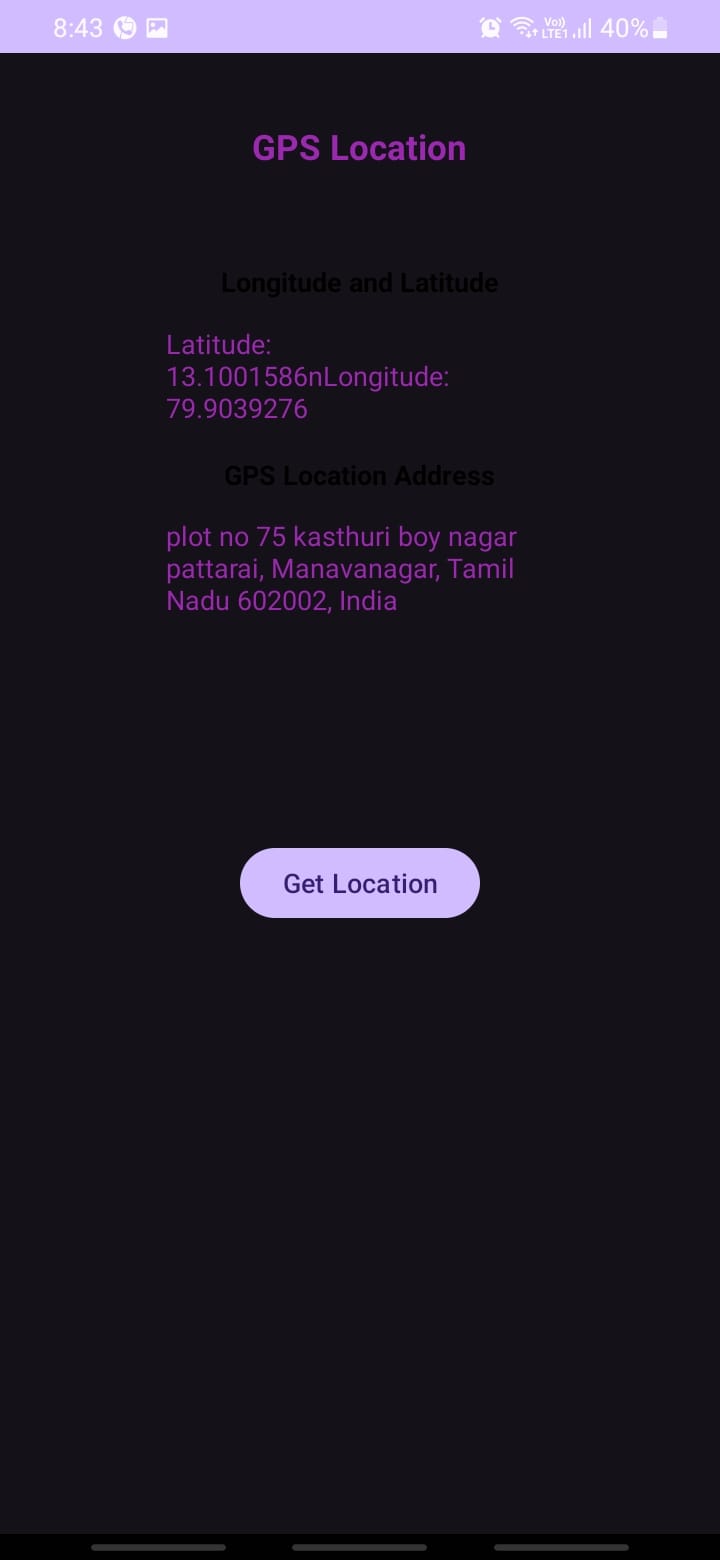 8:43
Vo))
LTE1
40%
GPS Location
Longitude and Latitude
Latitude:
13.1001586nLongitude:
79.9039276
GPS Location Address
plot no 75 kasthuri boy nagar
pattarai, Manavanagar, Tamil
Nadu 602002, India
Get Location